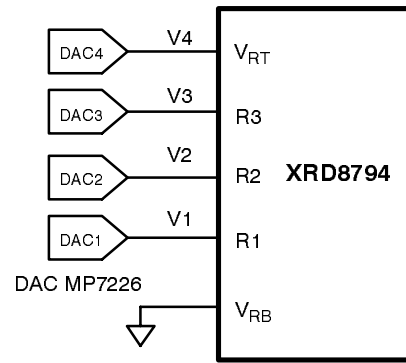 DAC4 V4 VRT
DAC3 V3 R3
DAC2 V2 R2 XRD8794
DAC1 V1 R1
DAC MP7226
VRB